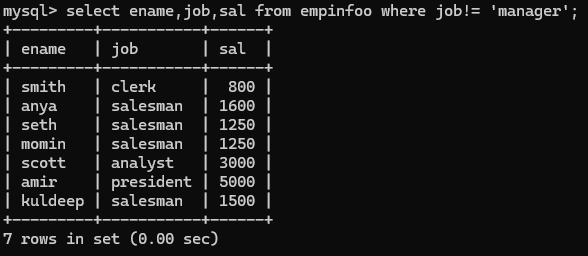 mysql> select ename,job,sal from empinfoo where job!= 'manager';
+---------+-----------+------+
| ename   | job       | sal  |
+---------+-----------+------+
| smith   | clerk     |  800 |
| anya    | salesman  | 1600 |
| seth    | salesman  | 1250 |
| momin   | salesman  | 1250 |
| scott   | analyst   | 3000 |
| amir    | president | 5000 |
| kuldeep | salesman  | 1500 |
+---------+-----------+------+
7 rows in set (0.00 sec)